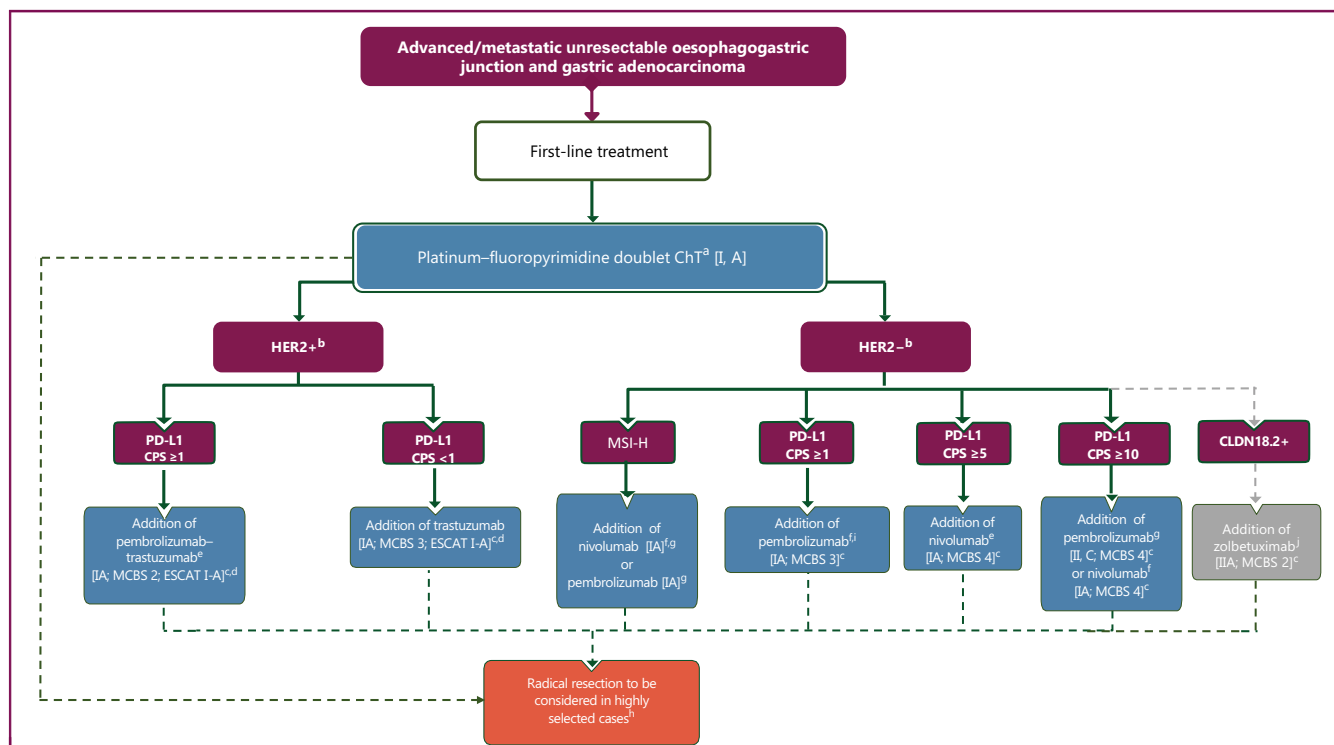 Advanced/metastatic unresectable oesophagogastric
junction and gastric adenocarcinoma
First-line treatment
Platinum–fluoropyrimidine doublet ChTᵃ [I, A]
HER2+ᵇ
HER2–ᵇ
PD-L1
CPS ≥1
PD-L1
CPS <1
MSI-H
PD-L1
CPS ≥1
PD-L1
CPS ≥5
PD-L1
CPS ≥10
CLDN18.2+
Addition of
pembrolizumab–
trastuzumabᵉ
[IA; MCBS 2; ESCAT I-A]ᶜ,ᵈ
Addition of trastuzumab
[IA; MCBS 3; ESCAT I-A]ᶜ,ᵈ
Addition of
nivolumab [IA]ᶠ,ᵍ
or
pembrolizumab [IA]ᵍ
Addition of
pembrolizumabᶠ,ⁱ
[IA; MCBS 3]ᶜ
Addition of
nivolumabᵉ
[IA; MCBS 4]ᶜ
Addition of
pembrolizumabᵍ
[II, C; MCBS 4]ᶜ
or nivolumabᶠ
[IA; MCBS 4]ᶜ
Addition of
zolbetuximabʲ
[IIA; MCBS 2]ᶜ
Radical resection to be
considered in highly
selected casesʰ